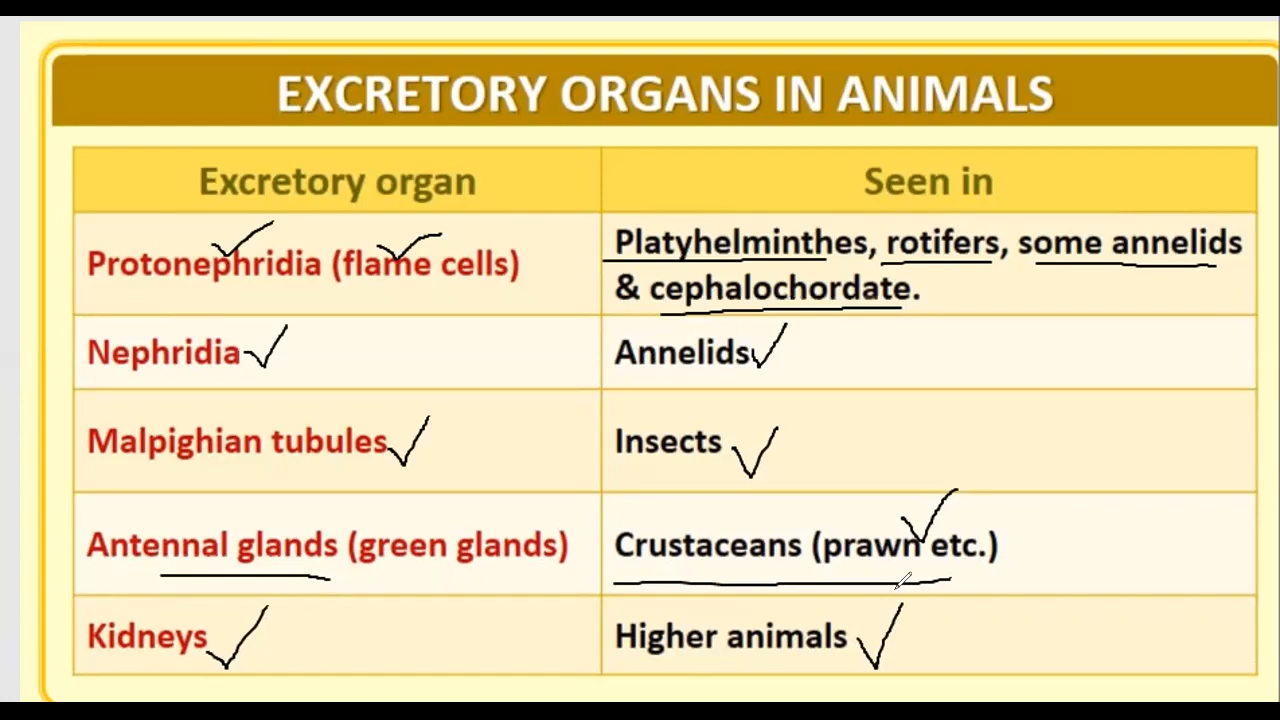 EXCRETORY ORGANS IN ANIMALS
Excretory organ
Seen in
Protonephridia (flame cells)
Platyhelminthes, rotifers, some annelids
& cephalochordate.
Nephridia
Annelids
Malpighian tubules
Insects
Antennal glands (green glands)
Crustaceans (prawn etc.)
Kidneys
Higher animals